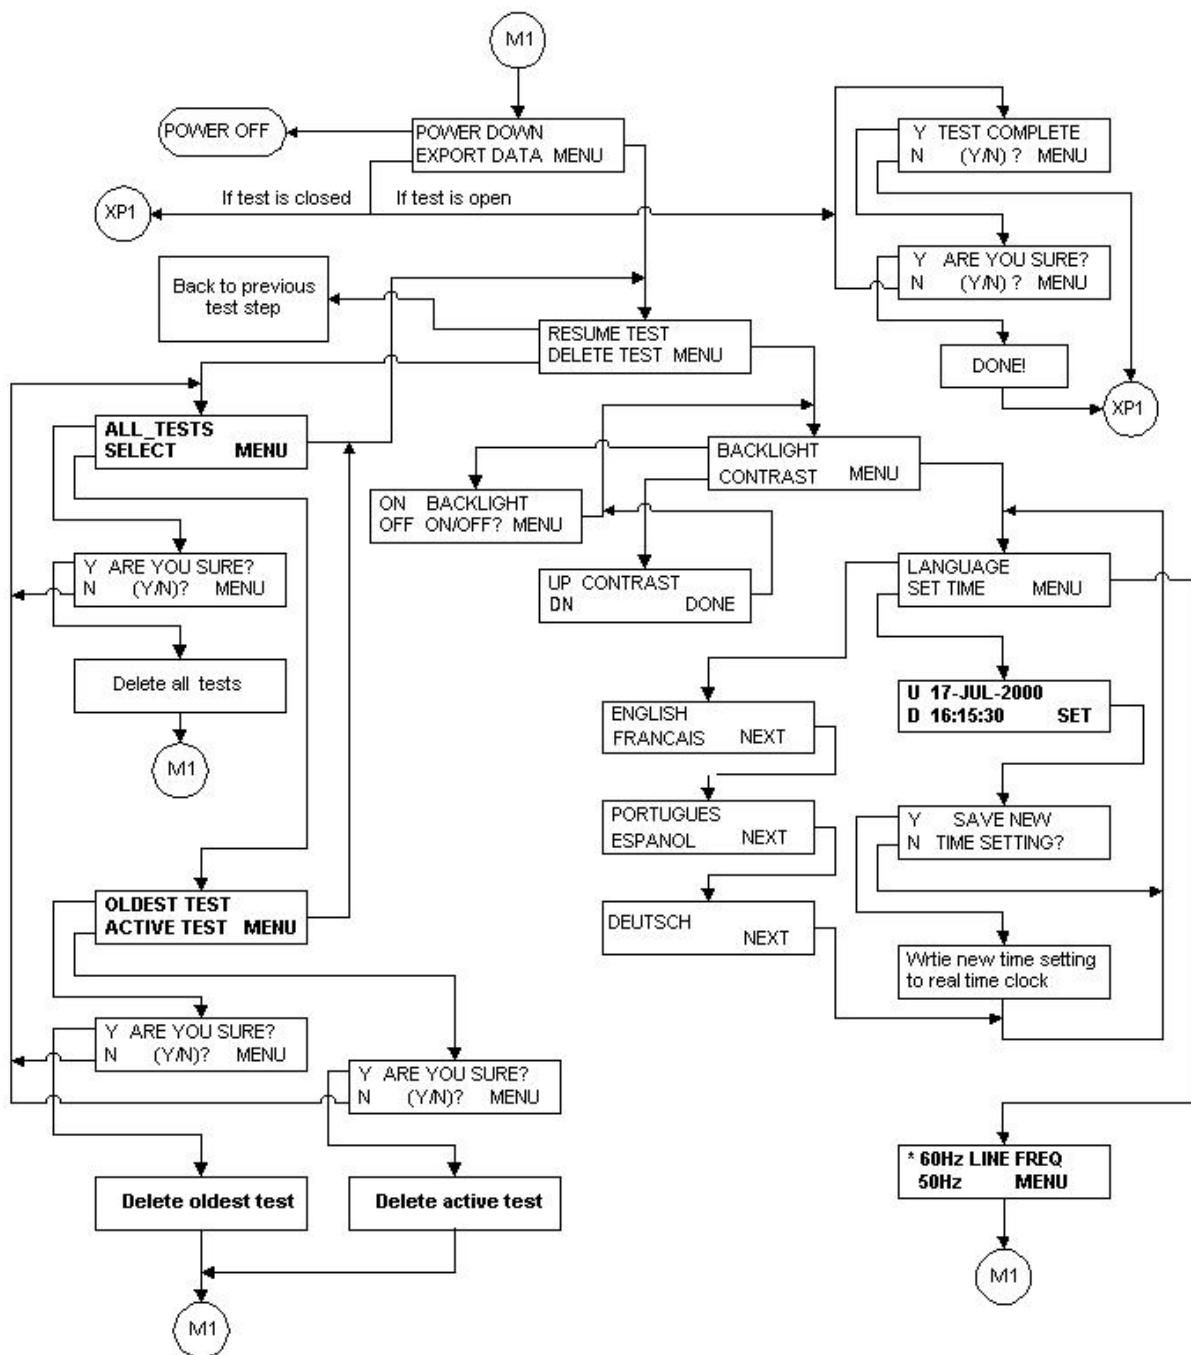 M1
POWER OFF
POWER DOWN
EXPORT DATA MENU
Y TEST COMPLETE
N (Y/N) ? MENU
If test is closed
If test is open
XP1
Y ARE YOU SURE?
N (Y/N) ? MENU
Back to previous
test step
RESUME TEST
DELETE TEST MENU
DONE!
XP1
ALL_TESTS
SELECT MENU
BACKLIGHT
CONTRAST MENU
ON BACKLIGHT
OFF ON/OFF? MENU
Y ARE YOU SURE?
N (Y/N)? MENU
UP CONTRAST
DN DONE
LANGUAGE
SET TIME MENU
Delete all tests
U 17-JUL-2000
D 16:15:30 SET
ENGLISH
FRANCAIS NEXT
M1
PORTUGUES
ESPANOL NEXT
Y SAVE NEW
N TIME SETTING?
OLDEST TEST
ACTIVE TEST MENU
DEUTSCH
NEXT
Wrtie new time setting
to real time clock
Y ARE YOU SURE?
N (Y/N)? MENU
Y ARE YOU SURE?
N (Y/N)? MENU
* 60Hz LINE FREQ
50Hz MENU
Delete oldest test
Delete active test
M1
M1